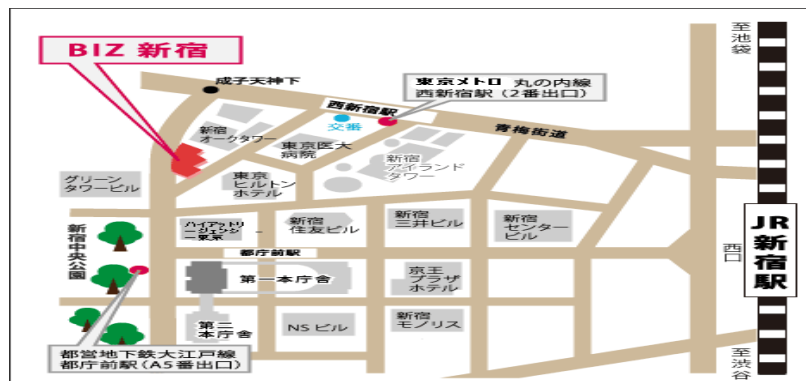 BIZ 新宿
成子天神下
東京メトロ 丸の内線
西新宿駅(2番出口)
西新宿駅
交番
青梅街道
至池袋
新宿
オークタワー
東京医大
病院
新宿
アイランド
タワー
グリーン
タワービル
東京
ヒルトン
ホテル
新宿中央公園
ハイアットリ
ージェンシ
ー東京
新宿
住友ビル
新宿
三井ビル
新宿
センター
ビル
西口
JR新宿駅
都庁前駅
第一本庁舎
京王
プラザ
ホテル
第二
本庁舎
NSビル
新宿
モノリス
都営地下鉄大江戸線
都庁前駅(A5番出口)
至渋谷